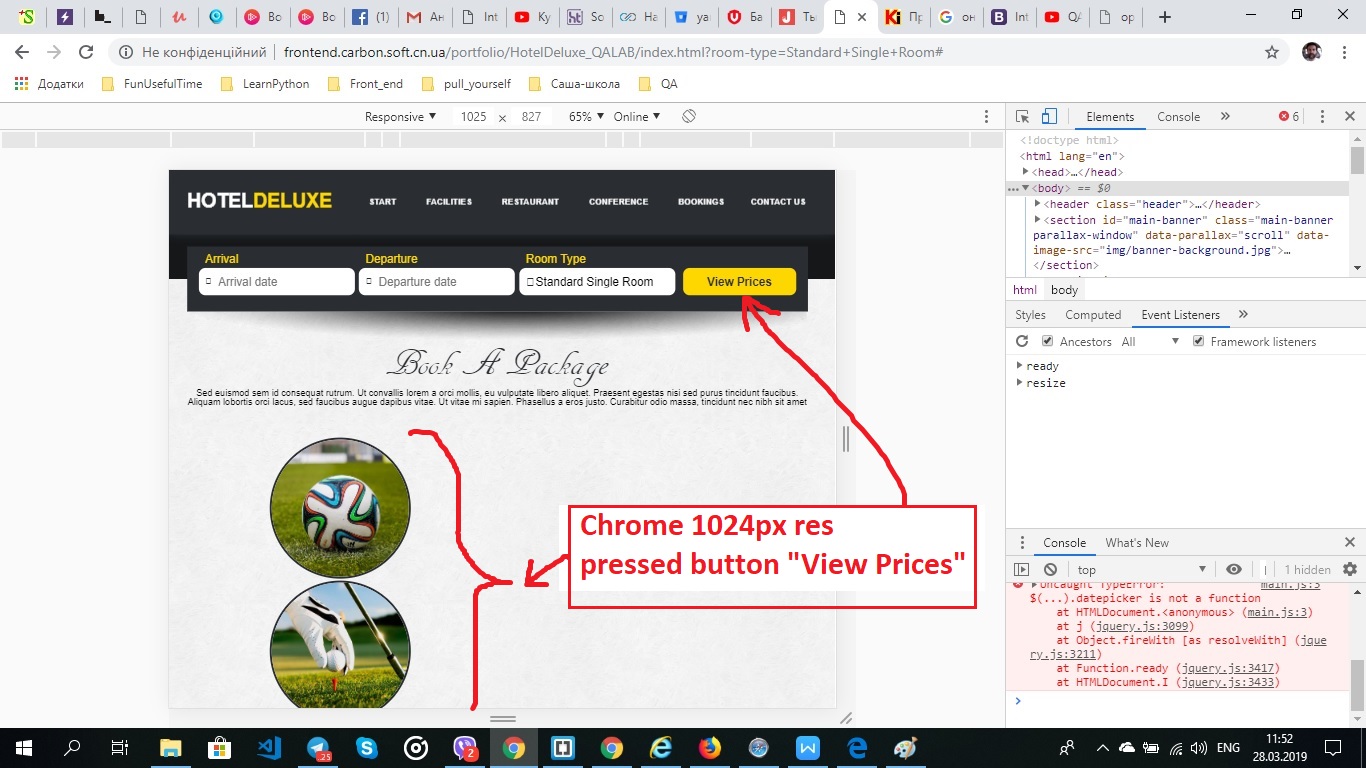 Bo
Bo
(1)
Ан
Int
Ку
So
На
уа
Ба
Ты
Пр
он
Int
QA
ор
Не конфіденційний
frontend.carbon.soft.cn.ua/portfolio/HotelDeluxe_QALAB/index.html?room-type=Standard+Single+Room#
Додатки FunUsefulTime LearnPython Front_end pull_yourself Саша-школа QA
Responsive 1025 x 827 65% Online
Elements Console 6
<!doctype html>
<html lang="en">
<head>…</head>
<body> == $0
<header class="header">…</header>
<section id="main-banner" class="main-banner
parallax-window" data-parallax="scroll" data-
image-src="img/banner-background.jpg">…
</section>
html body
Styles Computed Event Listeners
Ancestors All Framework listeners
ready
resize
HOTELDELUXE START FACILITIES RESTAURANT CONFERENCE BOOKINGS CONTACT US
Arrival Departure Room Type
Arrival date Departure date Standard Single Room View Prices
Book A Package
Sed euismod sem id consequat rutrum. Ut convallis lorem a orci mollis, eu vulputate libero aliquet. Praesent egestas nisi sed purus tincidunt faucibus.
Aliquam lobortis orci lacus, sed faucibus augue dapibus vitae. Ut vitae mi sapien. Phasellus a eros justo. Curabitur odio massa, tincidunt nec nibh sit amet
Chrome 1024px res
pressed button "View Prices"
Console What's New
top 1 hidden
Uncaught TypeError: main.js:3
$(...).datepicker is not a function
at HTMLDocument.<anonymous> (main.js:3)
at j (jquery.js:3099)
at Object.fireWith [as resolveWith] (jque
ry.js:3211)
at Function.ready (jquery.js:3417)
at HTMLDocument.I (jquery.js:3433)
25
2
ENG
11:52
28.03.2019